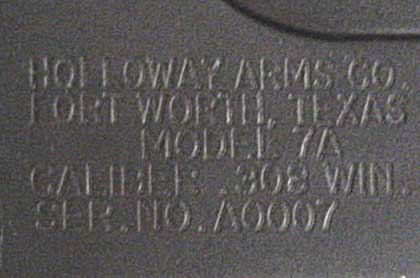 HOLLOWAY ARMS CO.
FORT WORTH, TEXAS
MODEL 7A
CALIBER .308 WIN.
SER. NO. A0007